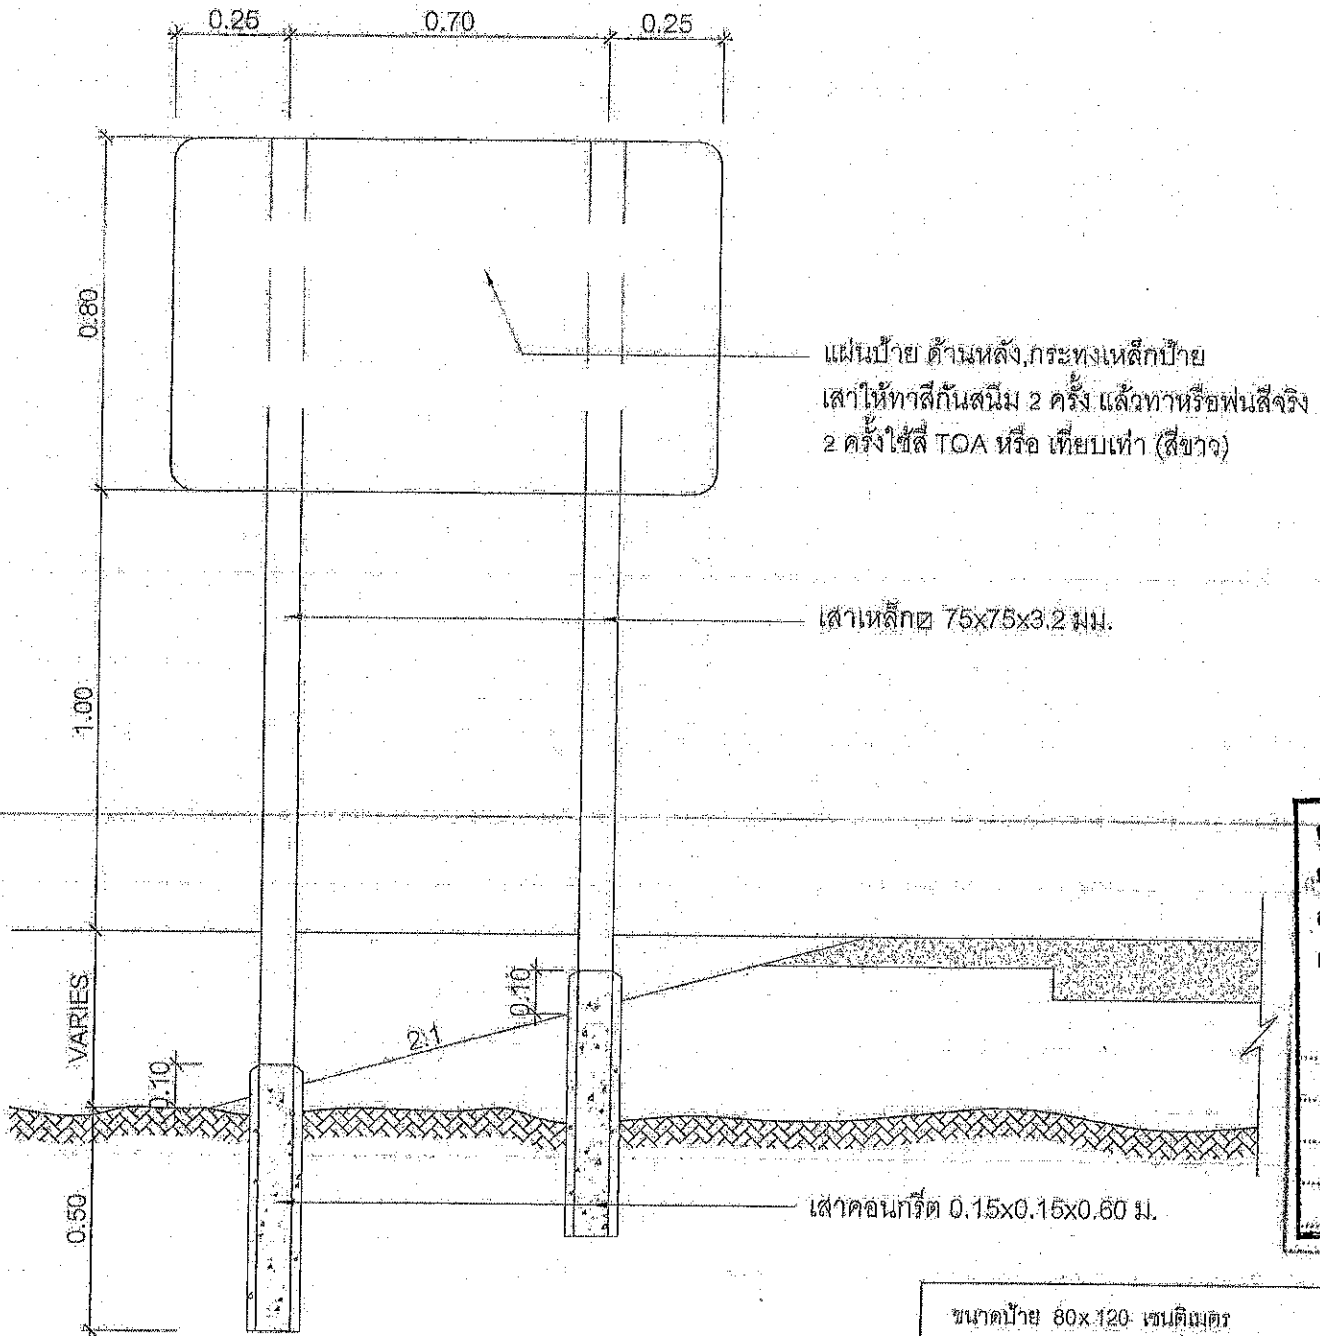 0.25 0.70 0.25
0.80
แผ่นป้าย ด้านหลัง,กระทงเหล็กป้าย
เสาให้ทาสีกันสนิม 2 ครั้ง แล้วทาหรือพ่นสีจริง
2 ครั้งใช้สี TOA หรือ เทียบเท่า (สีขาว)
เสาเหล็ก 75x75x3.2 มม.
1.00
VARIES
0.10
2:1
0.10
0.50
เสาคอนกรีต 0.15x0.15x0.60 ม.
ขนาดป้าย 80x120 เซนติเมตร